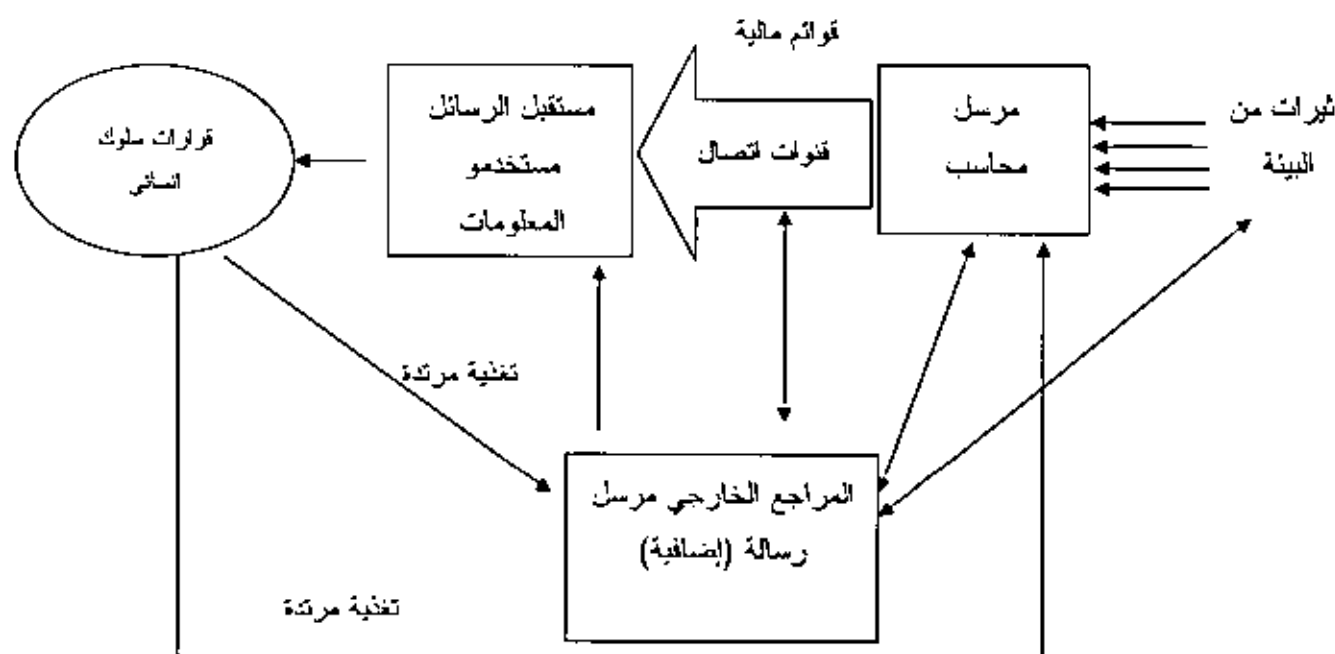 قوائم مالية
ثيرات من
البيئة
مرسل
محاسب
قنوات اتصال
مستقبل الرسائل
مستخدمو
المعلومات
قرارات سلوك
انساني
تغذية مرتدة
المراجع الخارجي مرسل
رسالة (إضافية)
تغذية مرتدة